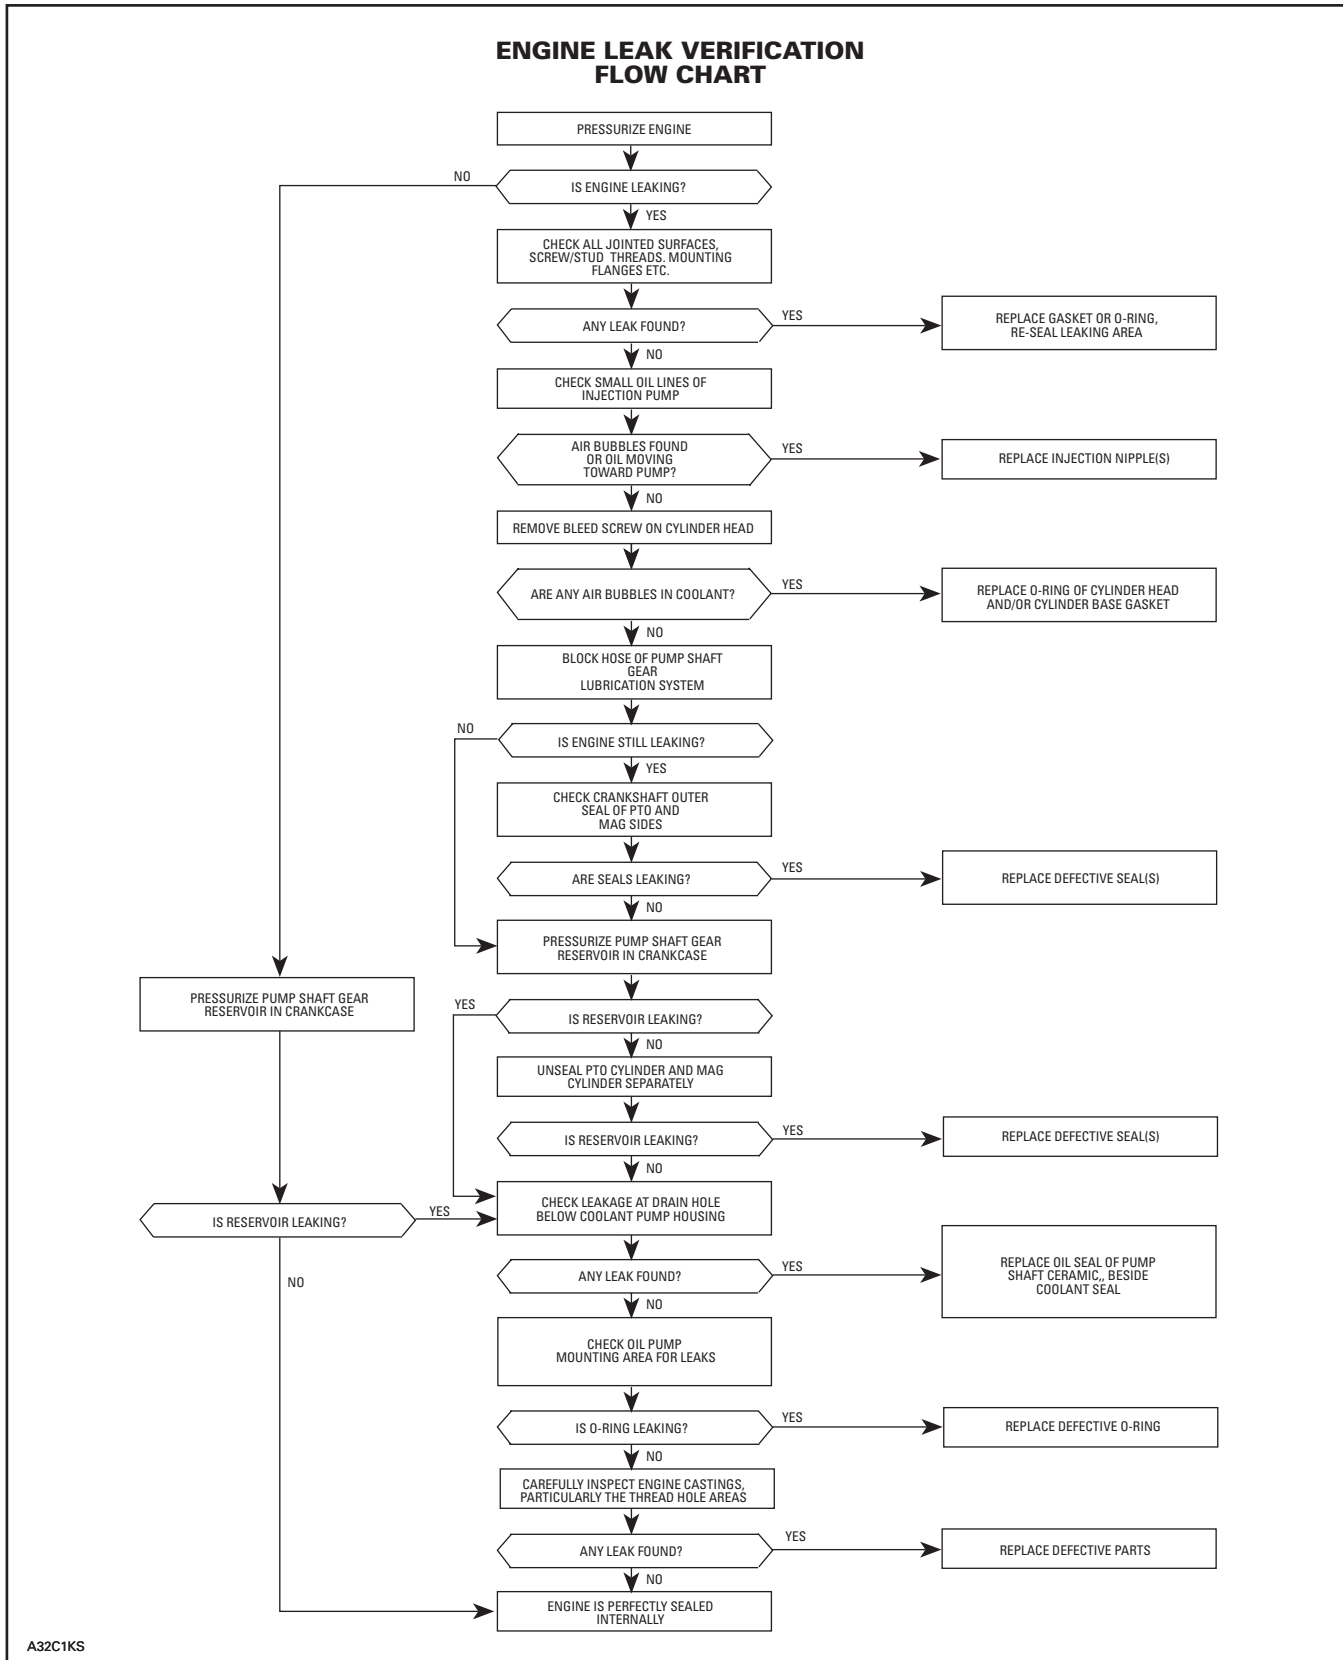 ENGINE LEAK VERIFICATION
FLOW CHART
PRESSURIZE ENGINE
NO
IS ENGINE LEAKING?
YES
CHECK ALL JOINTED SURFACES,
SCREW/STUD THREADS. MOUNTING
FLANGES ETC.
ANY LEAK FOUND?
YES
REPLACE GASKET OR O-RING,
RE-SEAL LEAKING AREA
NO
CHECK SMALL OIL LINES OF
INJECTION PUMP
AIR BUBBLES FOUND
OR OIL MOVING
TOWARD PUMP?
YES
REPLACE INJECTION NIPPLE(S)
NO
REMOVE BLEED SCREW ON CYLINDER HEAD
ARE ANY AIR BUBBLES IN COOLANT?
YES
REPLACE O-RING OF CYLINDER HEAD
AND/OR CYLINDER BASE GASKET
NO
BLOCK HOSE OF PUMP SHAFT
GEAR
LUBRICATION SYSTEM
NO
IS ENGINE STILL LEAKING?
YES
CHECK CRANKSHAFT OUTER
SEAL OF PTO AND
MAG SIDES
ARE SEALS LEAKING?
YES
REPLACE DEFECTIVE SEAL(S)
NO
PRESSURIZE PUMP SHAFT GEAR
RESERVOIR IN CRANKCASE
PRESSURIZE PUMP SHAFT GEAR
RESERVOIR IN CRANKCASE
YES
IS RESERVOIR LEAKING?
NO
UNSEAL PTO CYLINDER AND MAG
CYLINDER SEPARATELY
IS RESERVOIR LEAKING?
YES
REPLACE DEFECTIVE SEAL(S)
NO
IS RESERVOIR LEAKING?
YES
CHECK LEAKAGE AT DRAIN HOLE
BELOW COOLANT PUMP HOUSING
NO
ANY LEAK FOUND?
YES
REPLACE OIL SEAL OF PUMP
SHAFT CERAMIC,, BESIDE
COOLANT SEAL
NO
CHECK OIL PUMP
MOUNTING AREA FOR LEAKS
IS O-RING LEAKING?
YES
REPLACE DEFECTIVE O-RING
NO
CAREFULLY INSPECT ENGINE CASTINGS,
PARTICULARLY THE THREAD HOLE AREAS
ANY LEAK FOUND?
YES
REPLACE DEFECTIVE PARTS
NO
ENGINE IS PERFECTLY SEALED
INTERNALLY
A32C1KS